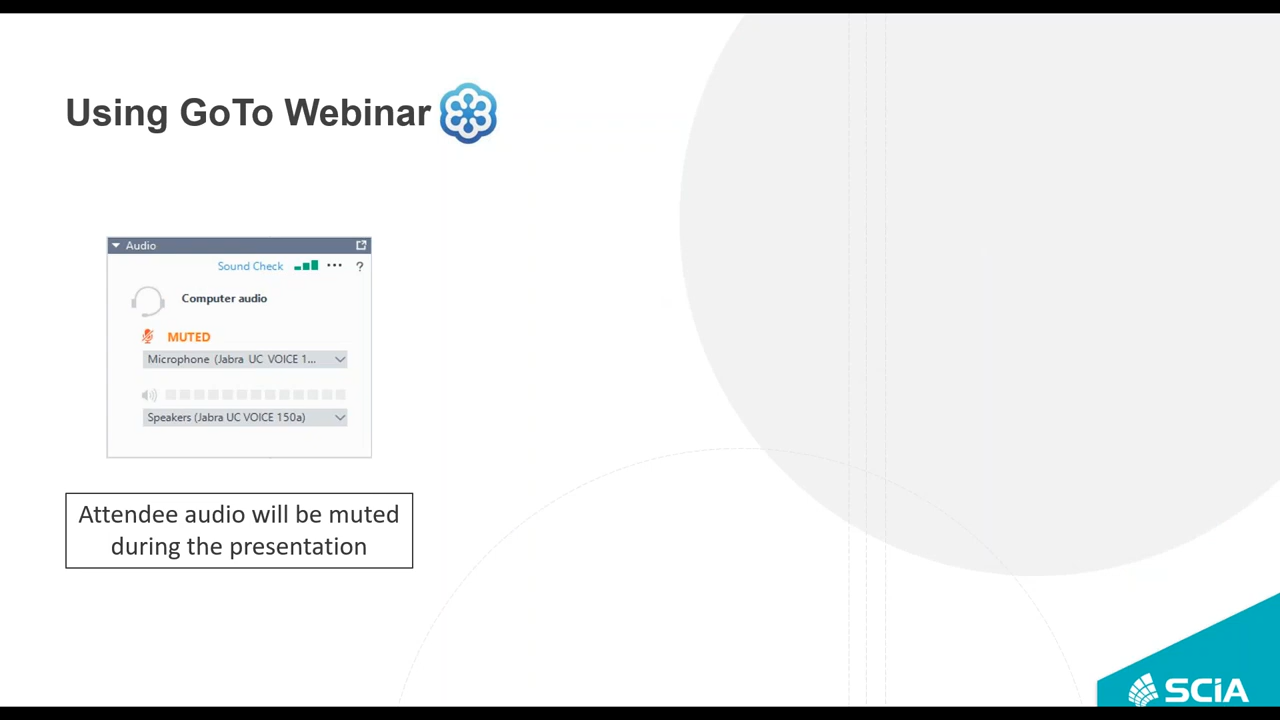 Using GoTo Webinar
Audio
Sound Check ... ?
Computer audio
MUTED
Microphone (Jabra UC VOICE 1...
Speakers (Jabra UC VOICE 150a)
Attendee audio will be muted
during the presentation
SCiA